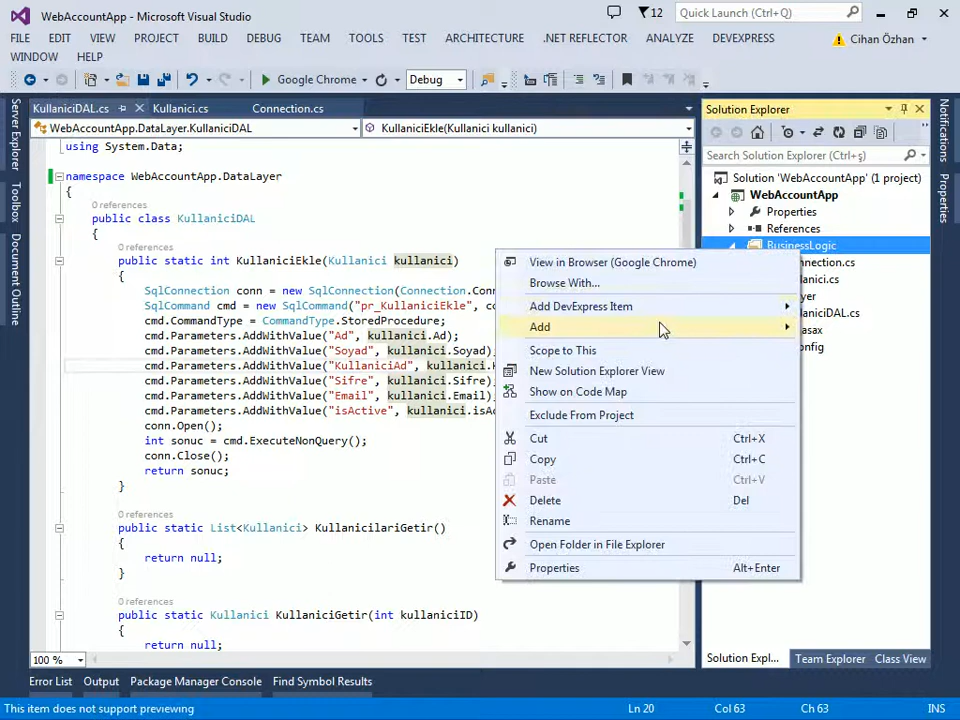 WebAccountApp - Microsoft Visual Studio
12
Quick Launch (Ctrl+Q)
FILE EDIT VIEW PROJECT BUILD DEBUG TEAM TOOLS TEST ARCHITECTURE .NET REFLECTOR ANALYZE DEVEXPRESS
Cihan Özhan
WINDOW HELP
Google Chrome
Debug
Server Explorer
Toolbox
Document Outline
KullaniciDAL.cs
Kullanici.cs
Connection.cs
WebAccountApp.DataLayer.KullaniciDAL
KullaniciEkle(Kullanici kullanici)
using System.Data;
namespace WebAccountApp.DataLayer
{
0 references
public class KullaniciDAL
{
0 references
public static int KullaniciEkle(Kullanici kullanici)
{
SqlConnection conn = new SqlConnection(Connection.Conn
SqlCommand cmd = new SqlCommand("pr_KullaniciEkle", co
cmd.CommandType = CommandType.StoredProcedure;
cmd.Parameters.AddWithValue("Ad", kullanici.Ad);
cmd.Parameters.AddWithValue("Soyad", kullanici.Soyad);
cmd.Parameters.AddWithValue("KullaniciAd", kullanici.
cmd.Parameters.AddWithValue("Sifre", kullanici.Sifre);
cmd.Parameters.AddWithValue("Email", kullanici.Email);
cmd.Parameters.AddWithValue("isActive", kullanici.isAc
conn.Open();
int sonuc = cmd.ExecuteNonQuery();
conn.Close();
return sonuc;
}
0 references
public static List<Kullanici> KullanicilariGetir()
{
return null;
}
0 references
public static Kullanici KullaniciGetir(int kullaniciID)
{
return null;
100 %
View in Browser (Google Chrome)
Browse With...
Add DevExpress Item
Add
Scope to This
New Solution Explorer View
Show on Code Map
Exclude From Project
Cut Ctrl+X
Copy Ctrl+C
Paste Ctrl+V
Delete Del
Rename
Open Folder in File Explorer
Properties Alt+Enter
Solution Explorer
Search Solution Explorer (Ctrl+ş)
Solution 'WebAccountApp' (1 project)
WebAccountApp
Properties
References
BusinessLogic
onnection.cs
nici.cs
yer
niciDAL.cs
asax
onfig
Solution Expl...
Team Explorer
Class View
Notifications
Properties
Error List
Output
Package Manager Console
Find Symbol Results
This item does not support previewing
Ln 20
Col 63
Ch 63
INS